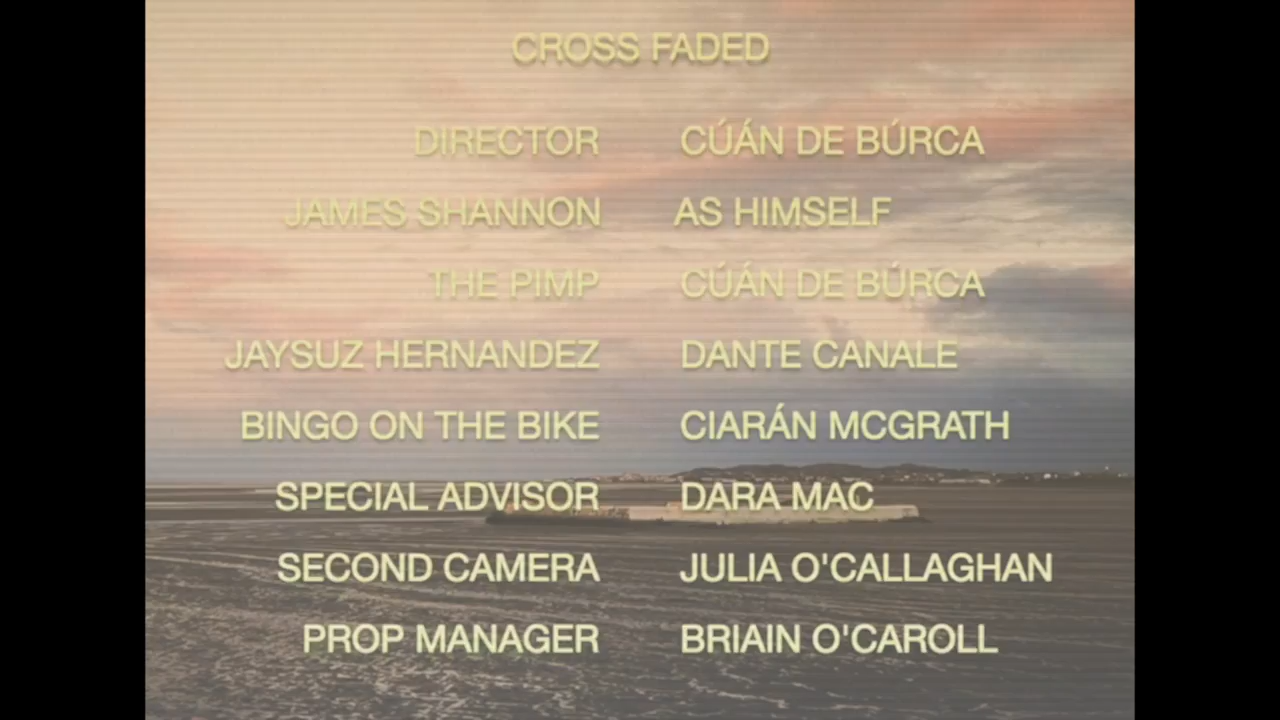 CROSS FADED
DIRECTOR CÚÁN DE BÚRCA
JAMES SHANNON AS HIMSELF
THE PIMP CÚÁN DE BÚRCA
JAYSUZ HERNANDEZ DANTE CANALE
BINGO ON THE BIKE CIARÁN MCGRATH
SPECIAL ADVISOR DARA MAC
SECOND CAMERA JULIA O'CALLAGHAN
PROP MANAGER BRIAIN O'CAROLL